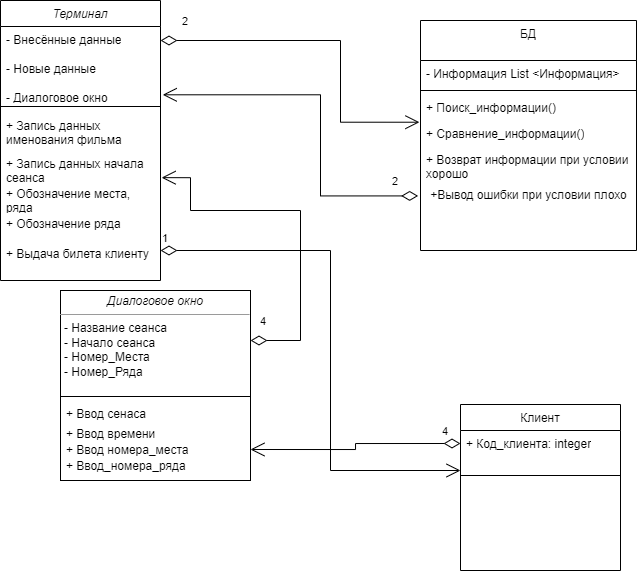 Терминал
- Внесённые данные
- Новые данные
- Диалоговое окно
+ Запись данных
именования фильма
+ Запись данных начала
сеанса
+ Обозначение места,
ряда
+ Обозначение ряда
+ Выдача билета клиенту
2
БД
- Информация List <Информация>
+ Поиск_информации()
+ Сравнение_информации()
+ Возврат информации при условии
хорошо
+Вывод ошибки при условии плохо
2
1
Диалоговое окно
- Название сеанса
- Начало сеанса
- Номер_Места
- Номер_Ряда
+ Ввод сенаса
+ Ввод времени
+ Ввод номера_места
+ Ввод_номера_ряда
4
Клиент
+ Код_клиента: integer
4